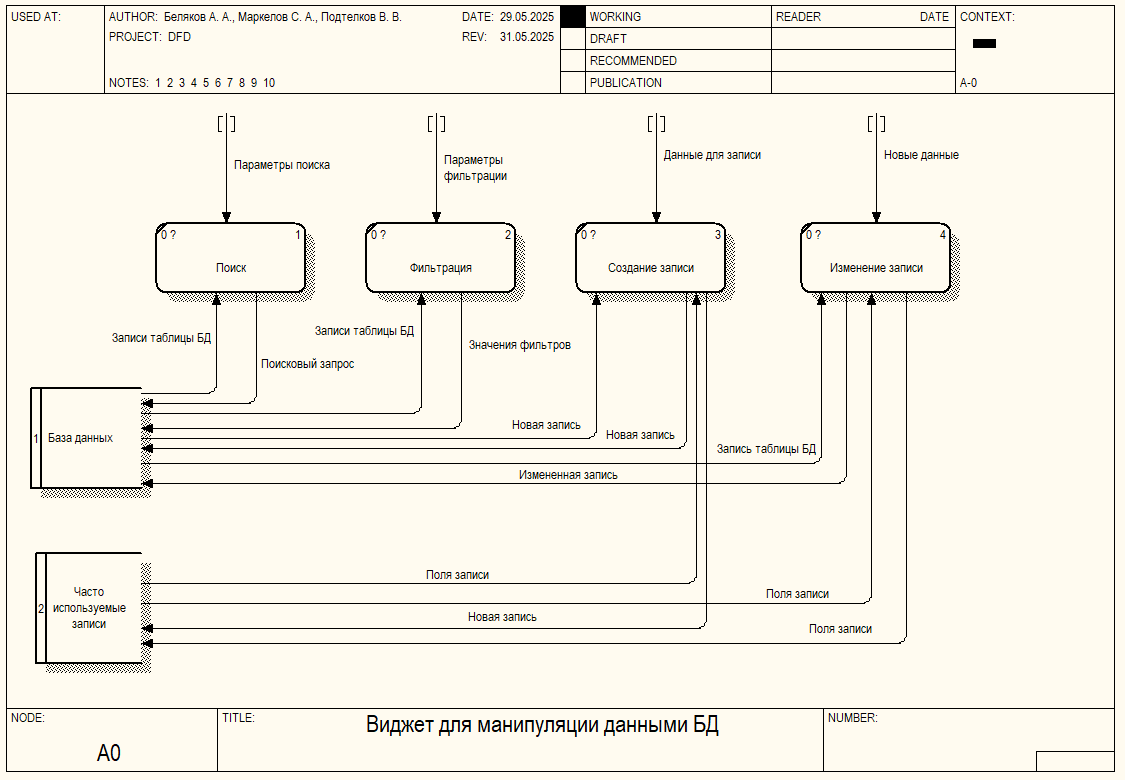 USED AT:
AUTHOR: Беляков А. А., Маркелов С. А., Подтелков В. В.
DATE: 29.05.2025
PROJECT: DFD
REV: 31.05.2025
NOTES: 1 2 3 4 5 6 7 8 9 10
WORKING
DRAFT
RECOMMENDED
PUBLICATION
READER
DATE
CONTEXT:
A-0
Параметры поиска
Параметры
фильтрации
Данные для записи
Новые данные
0 ?
1
Поиск
0 ?
2
Фильтрация
0 ?
3
Создание записи
0 ?
4
Изменение записи
Записи таблицы БД
Поисковый запрос
Записи таблицы БД
Значения фильтров
Новая запись
Новая запись
Запись таблицы БД
Измененная запись
1
База данных
2
Часто
используемые
записи
Поля записи
Поля записи
Новая запись
Поля записи
NODE:
A0
TITLE:
Виджет для манипуляции данными БД
NUMBER: